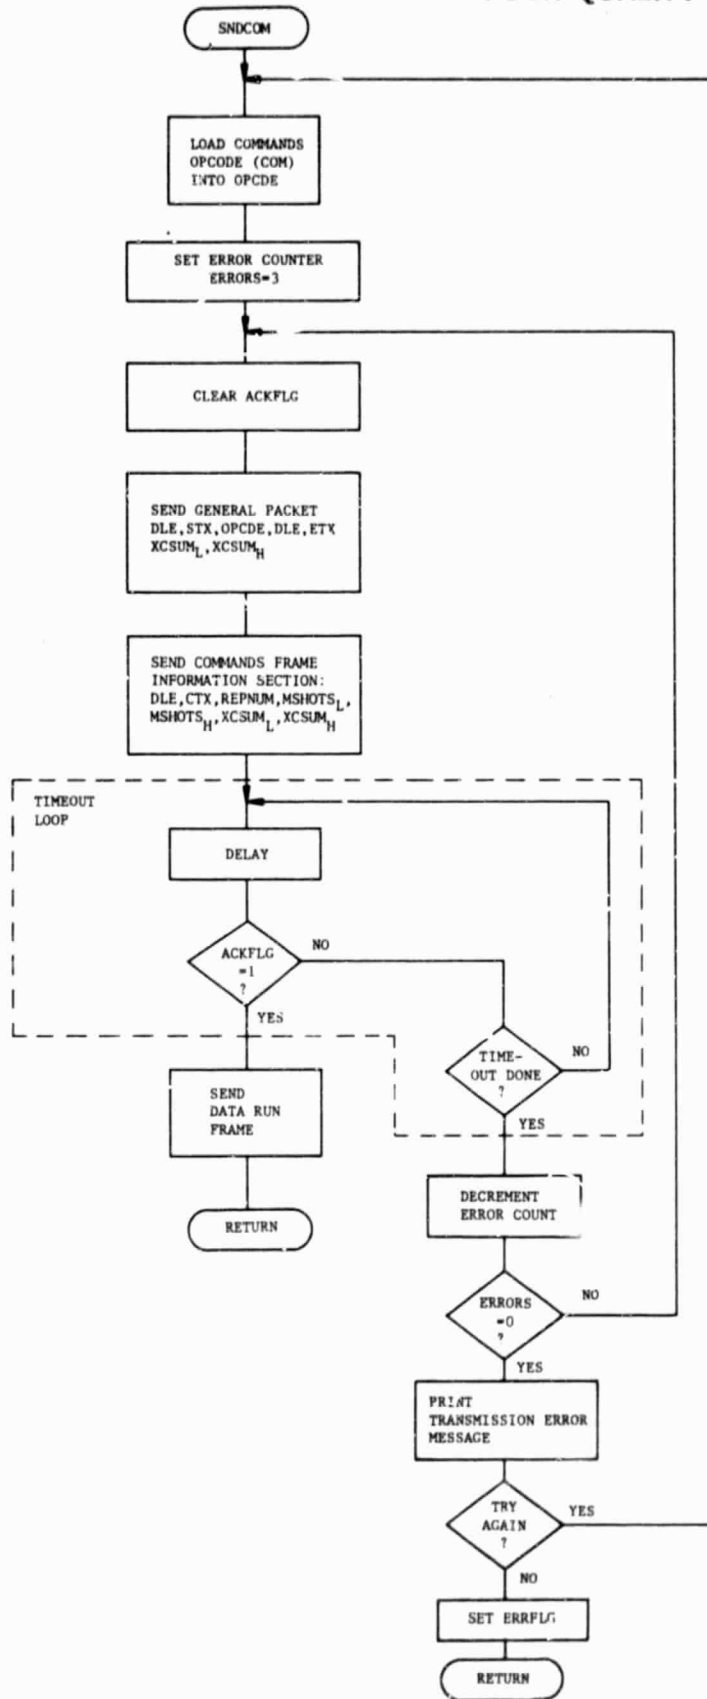 SNDCOM
LOAD COMMANDS
OPCODE (COM)
INTO OPCDE
SET ERROR COUNTER
ERRORS=3
CLEAR ACKFLG
SEND GENERAL PACKET
DLE,STX,OPCDE,DLE,ETX
XCSUML,XCSUMH
SEND COMMANDS FRAME
INFORMATION SECTION:
DLE,CTX,REPNUM,MSHOTSL,
MSHOTSH,XCSUML,XCSUMH
TIMEOUT
LOOP
DELAY
ACKFLG
=1
?
NO
YES
SEND
DATA RUN
FRAME
RETURN
TIME-
OUT DONE
?
NO
YES
DECREMENT
ERROR COUNT
ERRORS
=0
?
NO
YES
PRINT
TRANSMISSION ERROR
MESSAGE
TRY
AGAIN
?
YES
NO
SET ERRFLG
RETURN